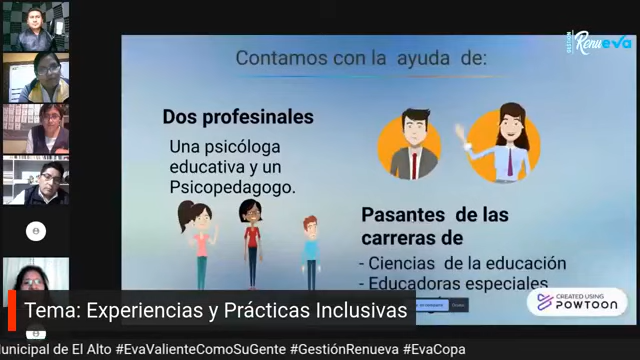 GESTIÓN
Renueva
Contamos con la ayuda de:
Dos profesinales
Una psicóloga
educativa y un
Psicopedagogo.
Pasantes de las
carreras de
- Ciencias de la educación
- Educadoras especiales
CREATED USING
POWTOON
Tema: Experiencias y Prácticas Inclusivas
unicipal de El Alto #EvaValienteComoSuGente #GestiónRenueva #EvaCopa